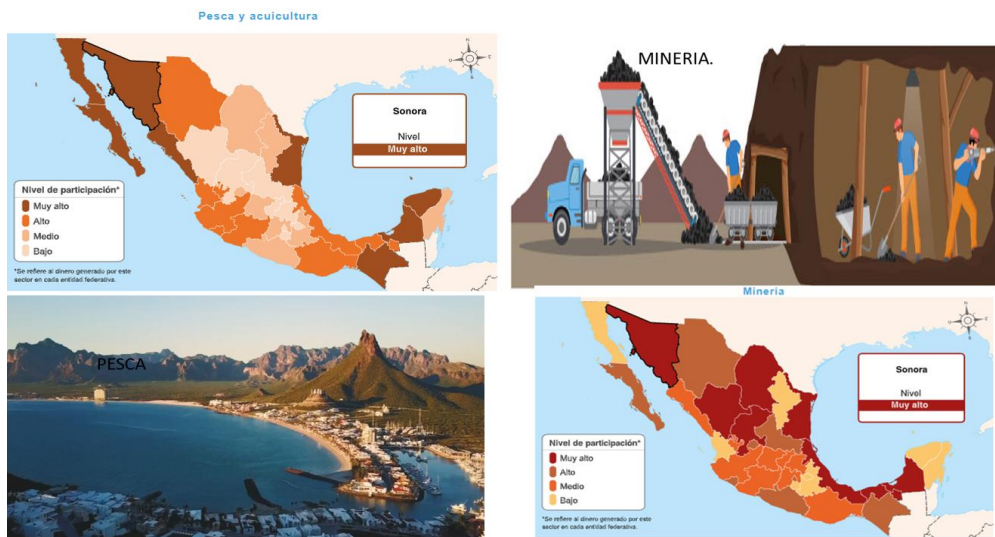 Pesca y acuicultura
Sonora
Nivel
Muy alto
Nivel de participación*
Muy alto
Alto
Medio
Bajo
*Se refiere al dinero generado por este
sector en cada entidad federativa.
MINERIA.
PESCA
Minería
Sonora
Nivel
Muy alto
Nivel de participación*
Muy alto
Alto
Medio
Bajo
*Se refiere al dinero generado por este
sector en cada entidad federativa.